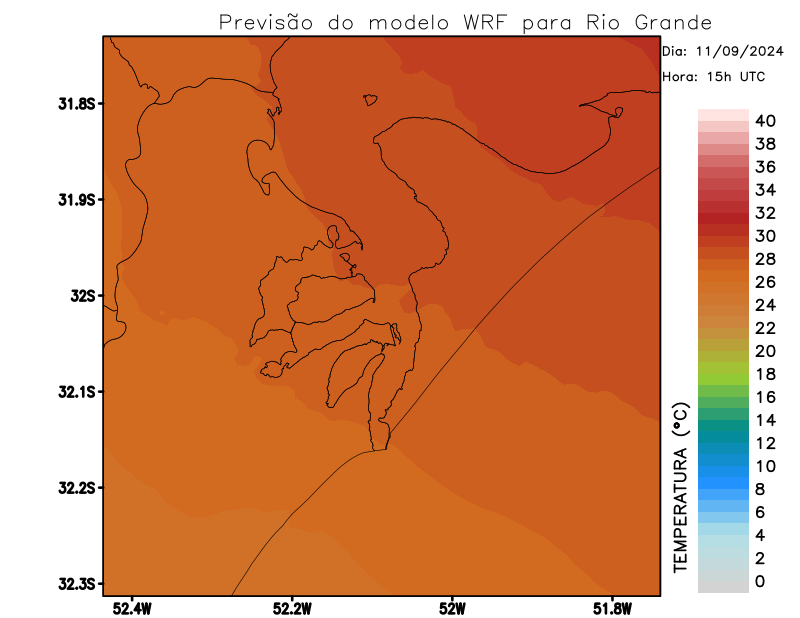 Previsão do modelo WRF para Rio Grande
Dia: 11/09/2024
Hora: 15h UTC
31.8S
31.9S
32S
32.1S
32.2S
32.3S
52.4W
52.2W
52W
51.8W
TEMPERATURA (°C)
40
38
36
34
32
30
28
26
24
22
20
18
16
14
12
10
8
6
4
2
0